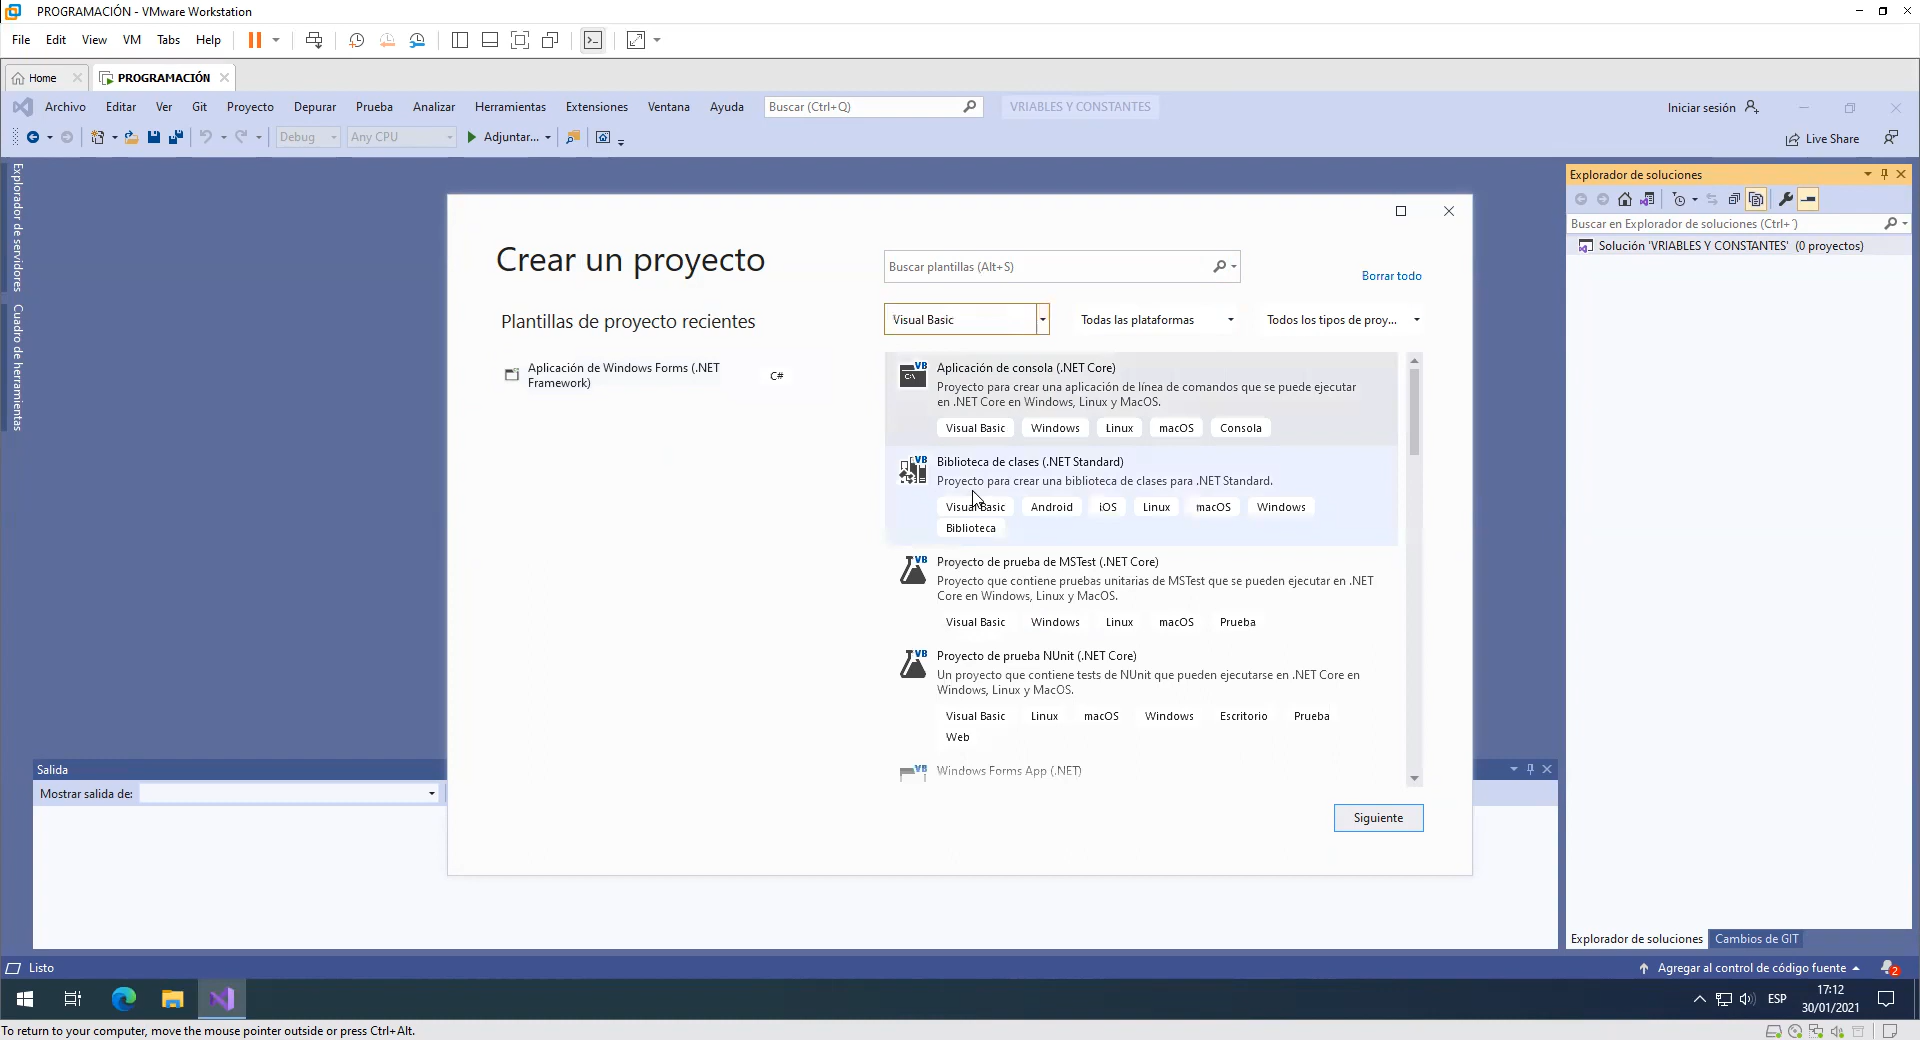 PROGRAMACIÓN - VMware Workstation
File Edit View VM Tabs Help
Home PROGRAMACIÓN
Archivo Editar Ver Git Proyecto Depurar Prueba Analizar Herramientas Extensiones Ventana Ayuda Buscar (Ctrl+Q) VRIABLES Y CONSTANTES Iniciar sesión
Debug Any CPU Adjuntar... Live Share
Explorador de servidores
Cuadro de herramientas
Explorador de soluciones
Buscar en Explorador de soluciones (Ctrl+´)
Solución 'VRIABLES Y CONSTANTES' (0 proyectos)
Crear un proyecto
Buscar plantillas (Alt+S)
Borrar todo
Plantillas de proyecto recientes
Aplicación de Windows Forms (.NET
Framework)
C#
Visual Basic Todas las plataformas Todos los tipos de proy...
VB
C:\
Aplicación de consola (.NET Core)
Proyecto para crear una aplicación de línea de comandos que se puede ejecutar
en .NET Core en Windows, Linux y MacOS.
Visual Basic Windows Linux macOS Consola
VB
Biblioteca de clases (.NET Standard)
Proyecto para crear una biblioteca de clases para .NET Standard.
Visual Basic Android iOS Linux macOS Windows
Biblioteca
VB
Proyecto de prueba de MSTest (.NET Core)
Proyecto que contiene pruebas unitarias de MSTest que se pueden ejecutar en .NET
Core en Windows, Linux y MacOS.
Visual Basic Windows Linux macOS Prueba
VB
Proyecto de prueba NUnit (.NET Core)
Un proyecto que contiene tests de NUnit que pueden ejecutarse en .NET Core en
Windows, Linux y MacOS.
Visual Basic Linux macOS Windows Escritorio Prueba
Web
VB
Windows Forms App (.NET)
Siguiente
Salida
Mostrar salida de:
Explorador de soluciones Cambios de GIT
Listo
Agregar al control de código fuente 2
ESP
17:12
30/01/2021
To return to your computer, move the mouse pointer outside or press Ctrl+Alt.